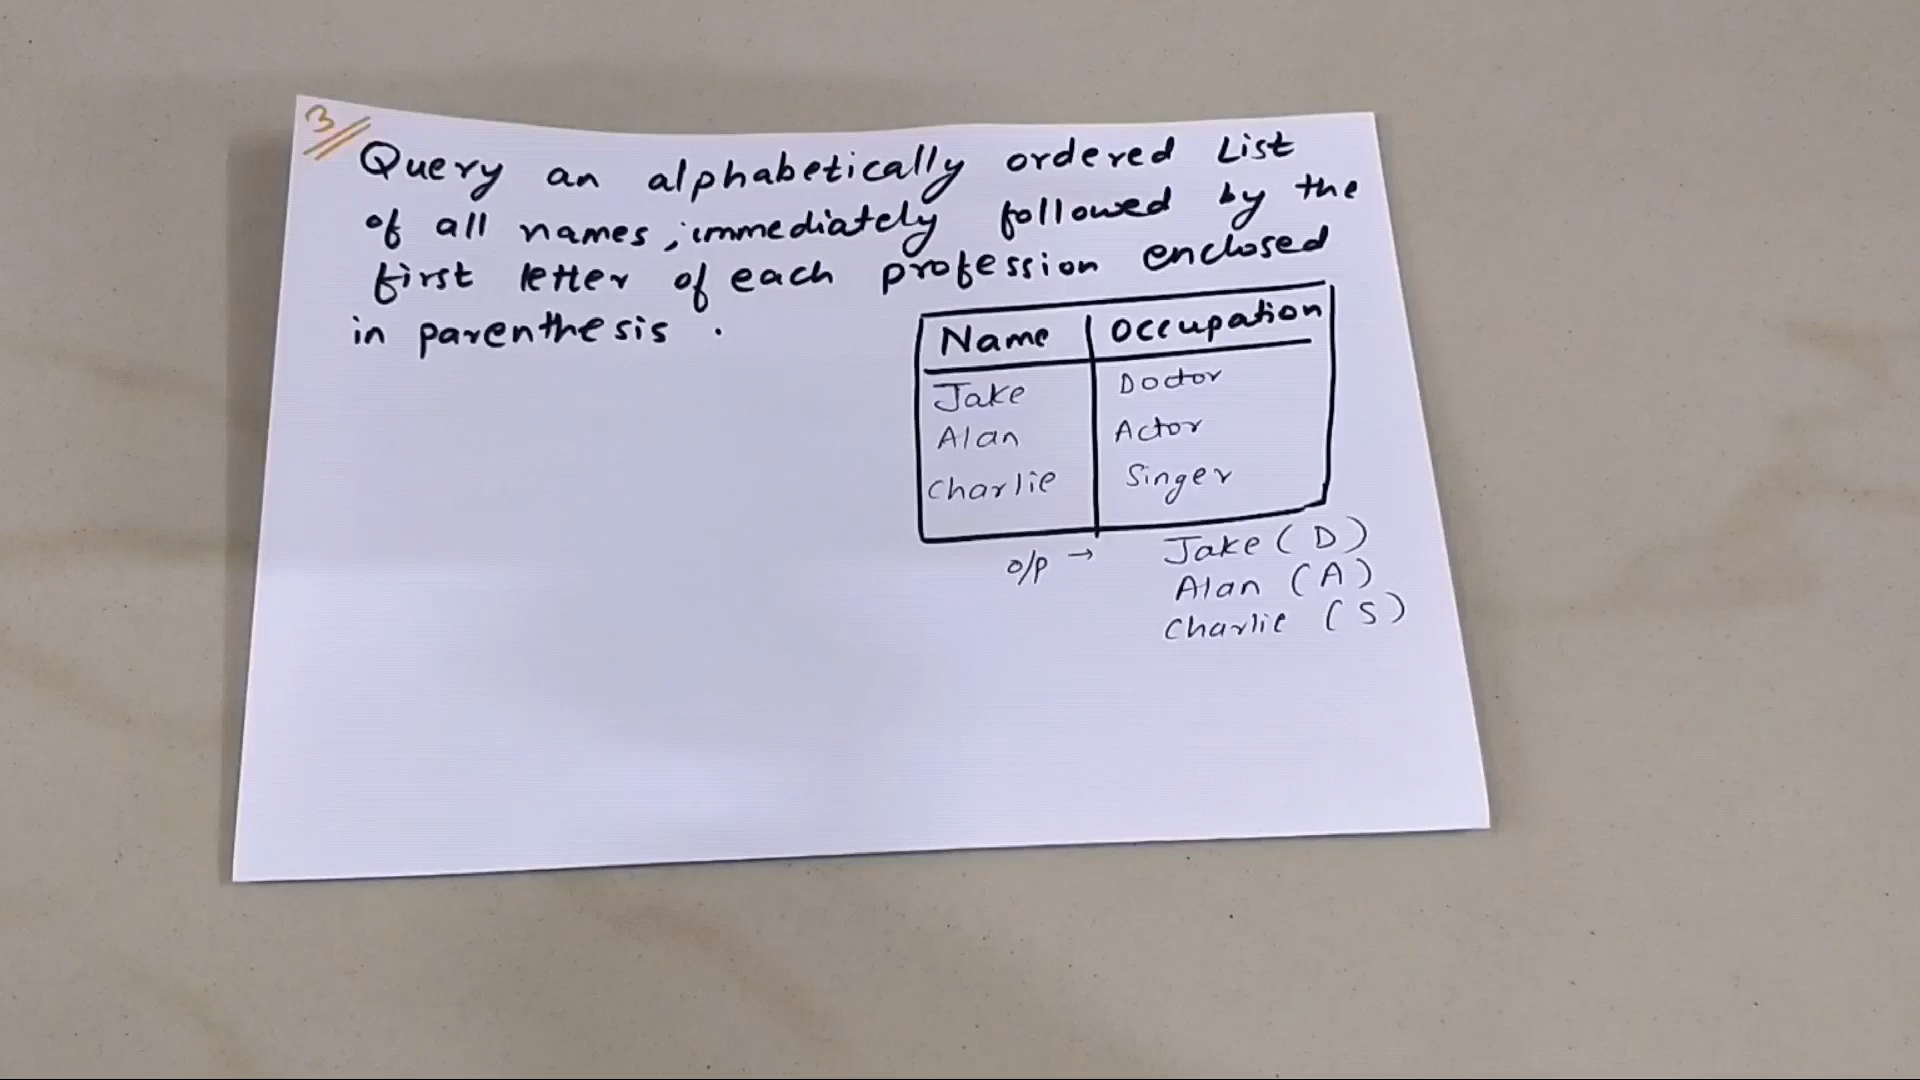 3
Query an alphabetically ordered List
of all names, immediately followed by the
first letter of each profession enclosed
in parenthesis .
Name Occupation
Jake Doctor
Alan Actor
Charlie Singer
o/p → Jake ( D )
Alan ( A )
Charlie ( S )